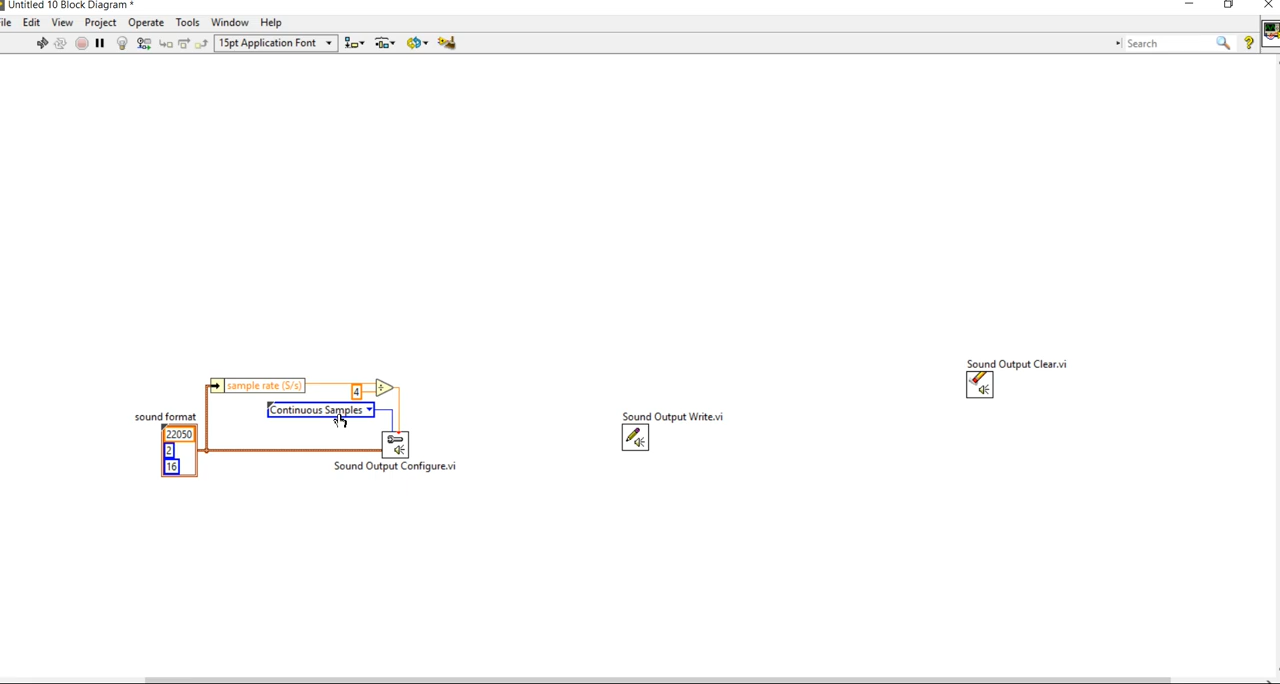 Untitled 10 Block Diagram *
ile Edit View Project Operate Tools Window Help
15pt Application Font Search
Sound Output Clear.vi
sample rate (S/s)
4
Continuous Samples
sound format
Sound Output Write.vi
22050
2
16
Sound Output Configure.vi